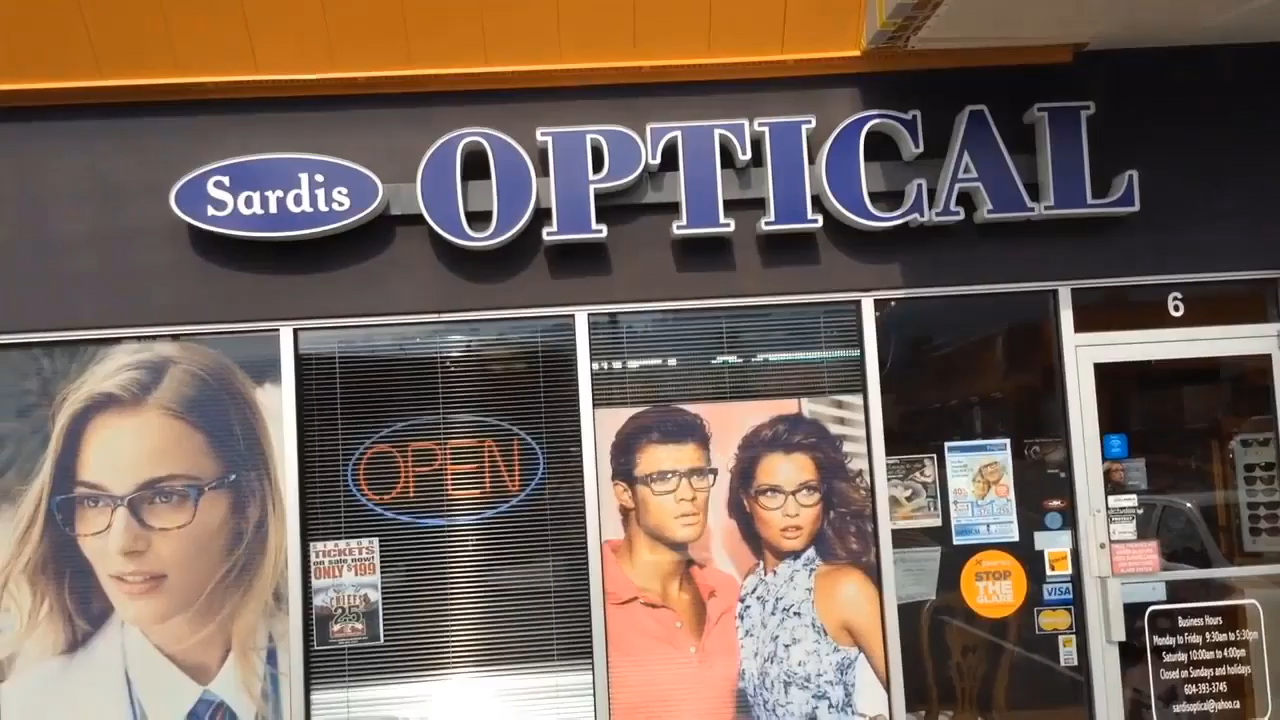 Sardis
OPTICAL
6
OPEN
SEASON
TICKETS
on sale now!
ONLY $199
CHIEFS
25
STOP
THE
GLARE
VISA
Business Hours
Monday to Friday 9:30am to 5:30pm
Saturday 10:00am to 4:00pm
Closed on Sundays and holidays
604-393-3745
sardisoptical@yahoo.ca